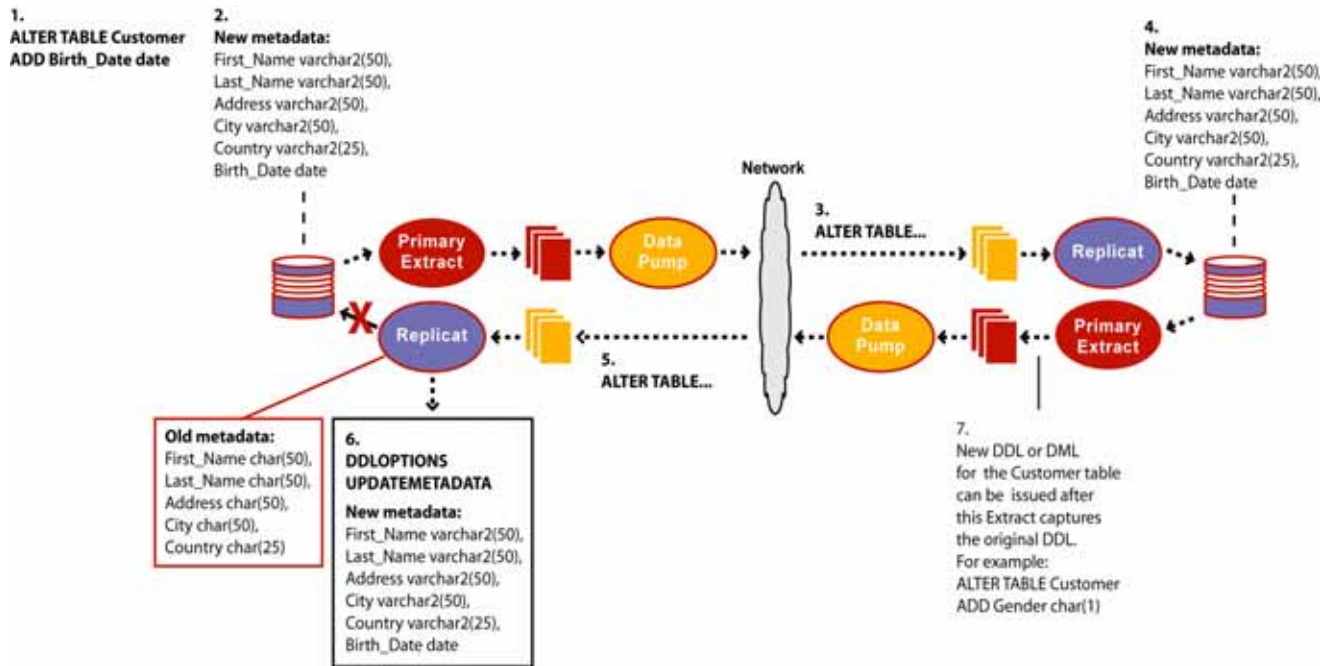 1.
ALTER TABLE Customer
ADD Birth_Date date
2.
New metadata:
First_Name varchar2(50),
Last_Name varchar2(50),
Address varchar2(50),
City varchar2(50),
Country varchar2(25),
Birth_Date date
4.
New metadata:
First_Name varchar2(50),
Last_Name varchar2(50),
Address varchar2(50),
City varchar2(50),
Country varchar2(25),
Birth_Date date
Network
Primary
Extract
Data
Pump
3.
ALTER TABLE...
Replicat
X
Replicat
5.
ALTER TABLE...
Data
Pump
Primary
Extract
Old metadata:
First_Name char(50),
Last_Name char(50),
Address char(50),
City char(50),
Country char(25)
6.
DDLOPTIONS
UPDATEMETADATA
New metadata:
First_Name varchar2(50),
Last_Name varchar2(50),
Address varchar2(50),
City varchar2(50),
Country varchar2(25),
Birth_Date date
7.
New DDL or DML
for the Customer table
can be issued after
this Extract captures
the original DDL.
For example:
ALTER TABLE Customer
ADD Gender char(1)